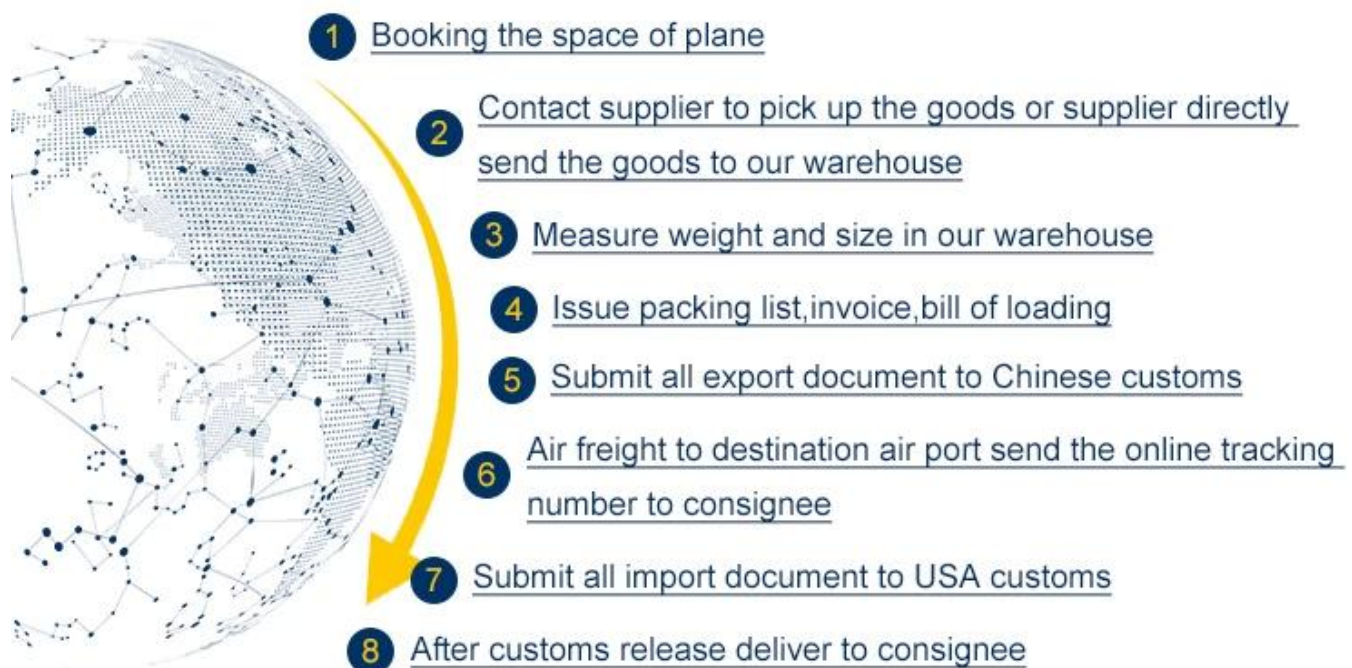 1 Booking the space of plane
2 Contact supplier to pick up the goods or supplier directly
send the goods to our warehouse
3 Measure weight and size in our warehouse
4 Issue packing list,invoice,bill of loading
5 Submit all export document to Chinese customs
6 Air freight to destination air port send the online tracking
number to consignee
7 Submit all import document to USA customs
8 After customs release deliver to consignee